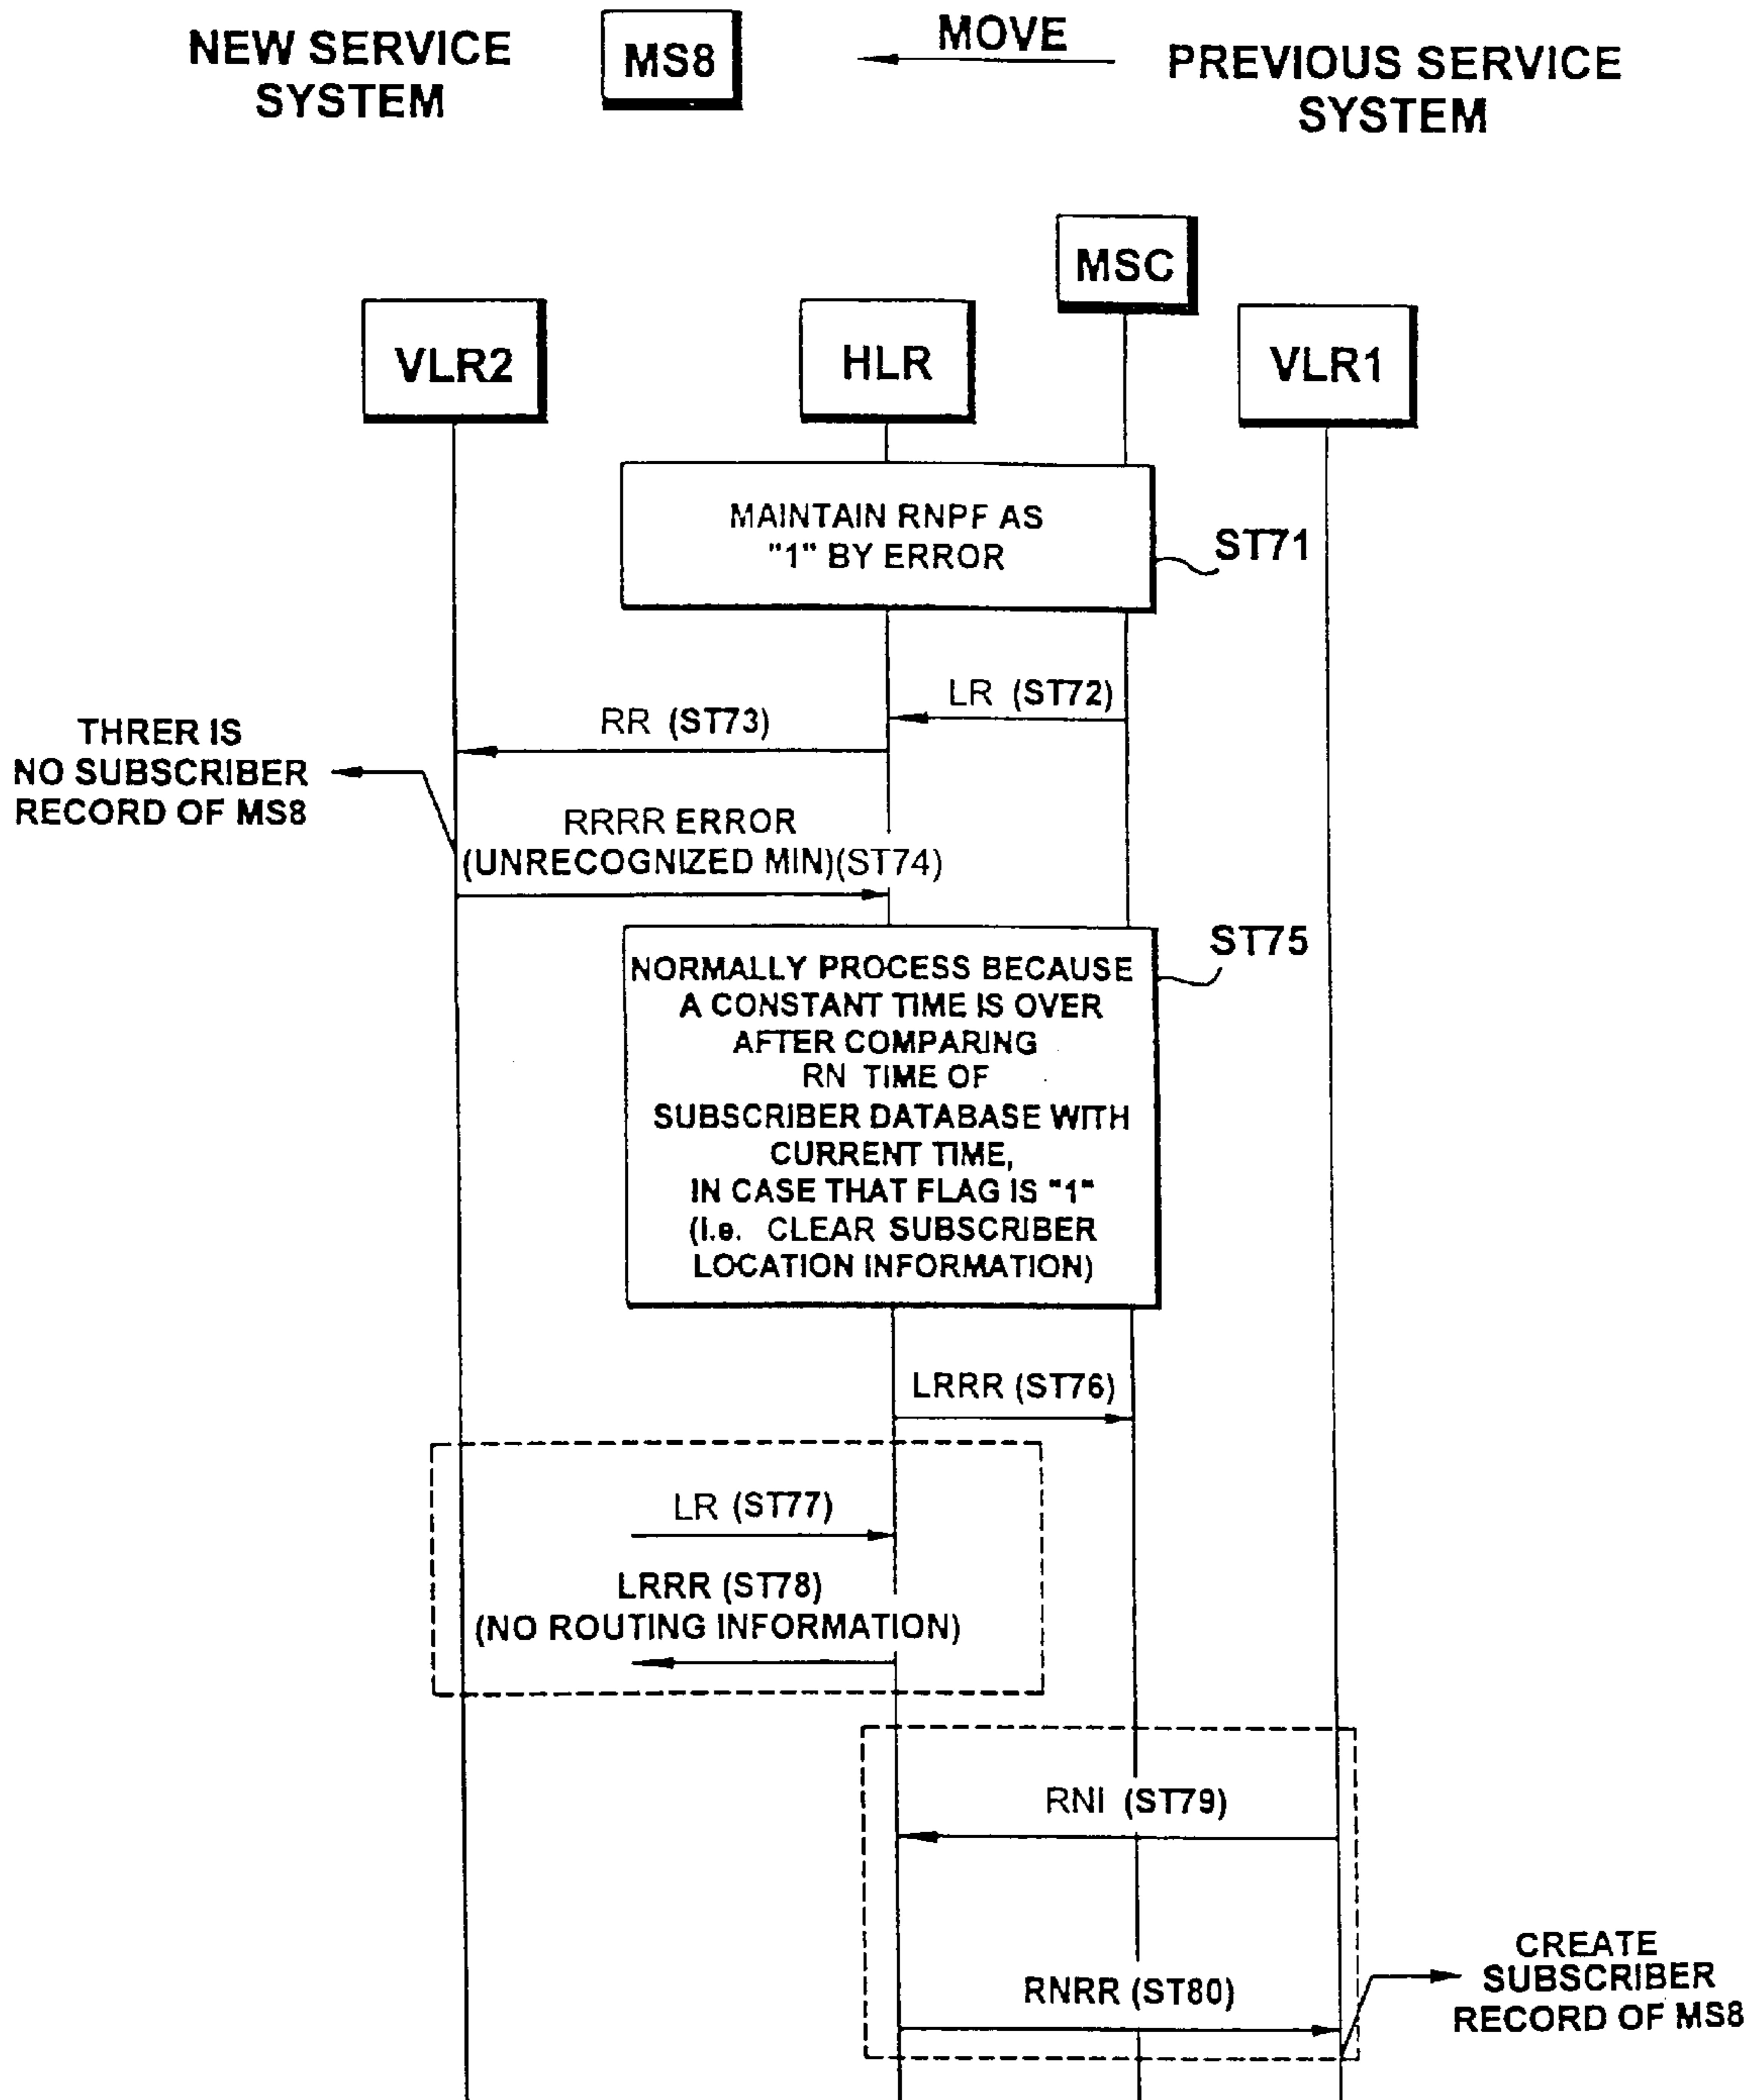 NEW SERVICE
SYSTEM
MS8
MOVE
PREVIOUS SERVICE
SYSTEM
MSC
VLR2
HLR
VLR1
MAINTAIN RNPF AS
"1" BY ERROR
ST71
LR (ST72)
RR (ST73)
THRER IS
NO SUBSCRIBER
RECORD OF MS8
RRRR ERROR
(UNRECOGNIZED MIN)(ST74)
ST75
NORMALLY PROCESS BECAUSE
A CONSTANT TIME IS OVER
AFTER COMPARING
RN TIME OF
SUBSCRIBER DATABASE WITH
CURRENT TIME,
IN CASE THAT FLAG IS "1"
(I.e. CLEAR SUBSCRIBER
LOCATION INFORMATION)
LRRR (ST76)
LR (ST77)
LRRR (ST78)
(NO ROUTING INFORMATION)
RNI (ST79)
RNRR (ST80)
CREATE
SUBSCRIBER
RECORD OF MS8